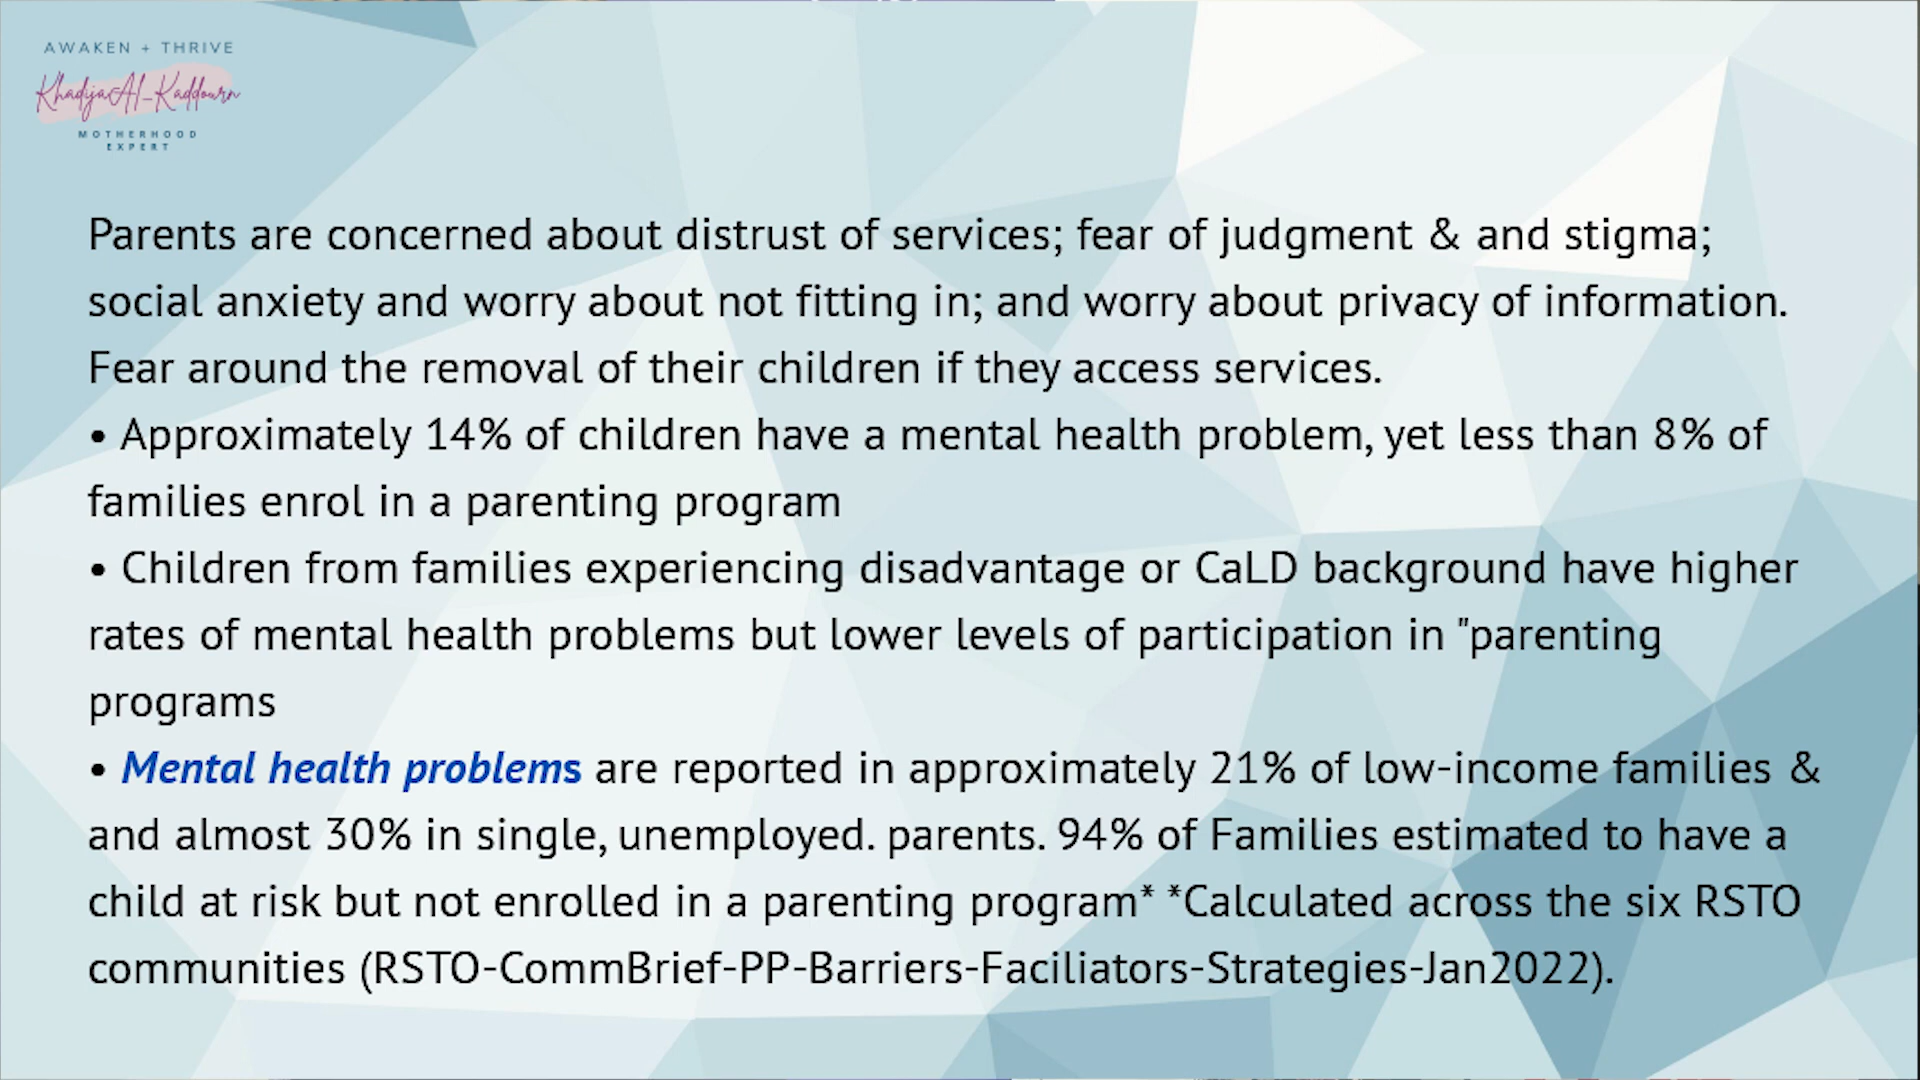 AWAKEN + THRIVE
KhadijaAl-Kaddourn
MOTHERHOOD
EXPERT
Parents are concerned about distrust of services; fear of judgment & and stigma;
social anxiety and worry about not fitting in; and worry about privacy of information.
Fear around the removal of their children if they access services.
• Approximately 14% of children have a mental health problem, yet less than 8% of
families enrol in a parenting program
• Children from families experiencing disadvantage or CaLD background have higher
rates of mental health problems but lower levels of participation in "parenting
programs
• Mental health problems are reported in approximately 21% of low-income families &
and almost 30% in single, unemployed. parents. 94% of Families estimated to have a
child at risk but not enrolled in a parenting program* *Calculated across the six RSTO
communities (RSTO-CommBrief-PP-Barriers-Faciliators-Strategies-Jan2022).